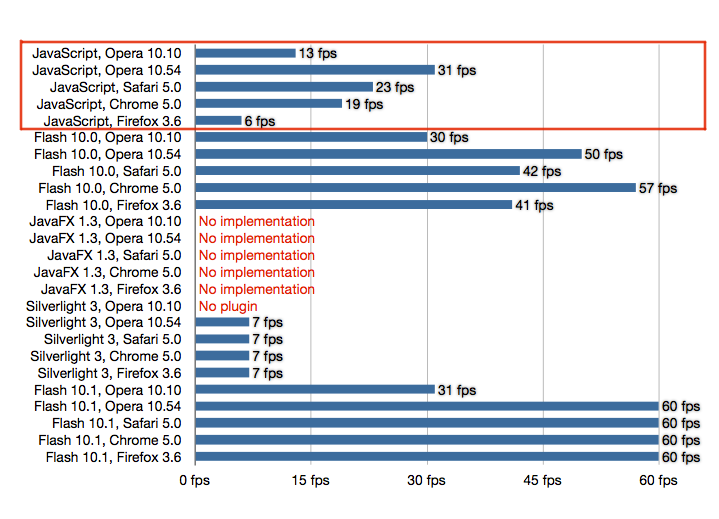 JavaScript, Opera 10.10 13 fps
JavaScript, Opera 10.54 31 fps
JavaScript, Safari 5.0 23 fps
JavaScript, Chrome 5.0 19 fps
JavaScript, Firefox 3.6 6 fps
Flash 10.0, Opera 10.10 30 fps
Flash 10.0, Opera 10.54 50 fps
Flash 10.0, Safari 5.0 42 fps
Flash 10.0, Chrome 5.0 57 fps
Flash 10.0, Firefox 3.6 41 fps
JavaFX 1.3, Opera 10.10 No implementation
JavaFX 1.3, Opera 10.54 No implementation
JavaFX 1.3, Safari 5.0 No implementation
JavaFX 1.3, Chrome 5.0 No implementation
JavaFX 1.3, Firefox 3.6 No implementation
Silverlight 3, Opera 10.10 No plugin
Silverlight 3, Opera 10.54 7 fps
Silverlight 3, Safari 5.0 7 fps
Silverlight 3, Chrome 5.0 7 fps
Silverlight 3, Firefox 3.6 7 fps
Flash 10.1, Opera 10.10 31 fps
Flash 10.1, Opera 10.54 60 fps
Flash 10.1, Safari 5.0 60 fps
Flash 10.1, Chrome 5.0 60 fps
Flash 10.1, Firefox 3.6 60 fps
0 fps 15 fps 30 fps 45 fps 60 fps